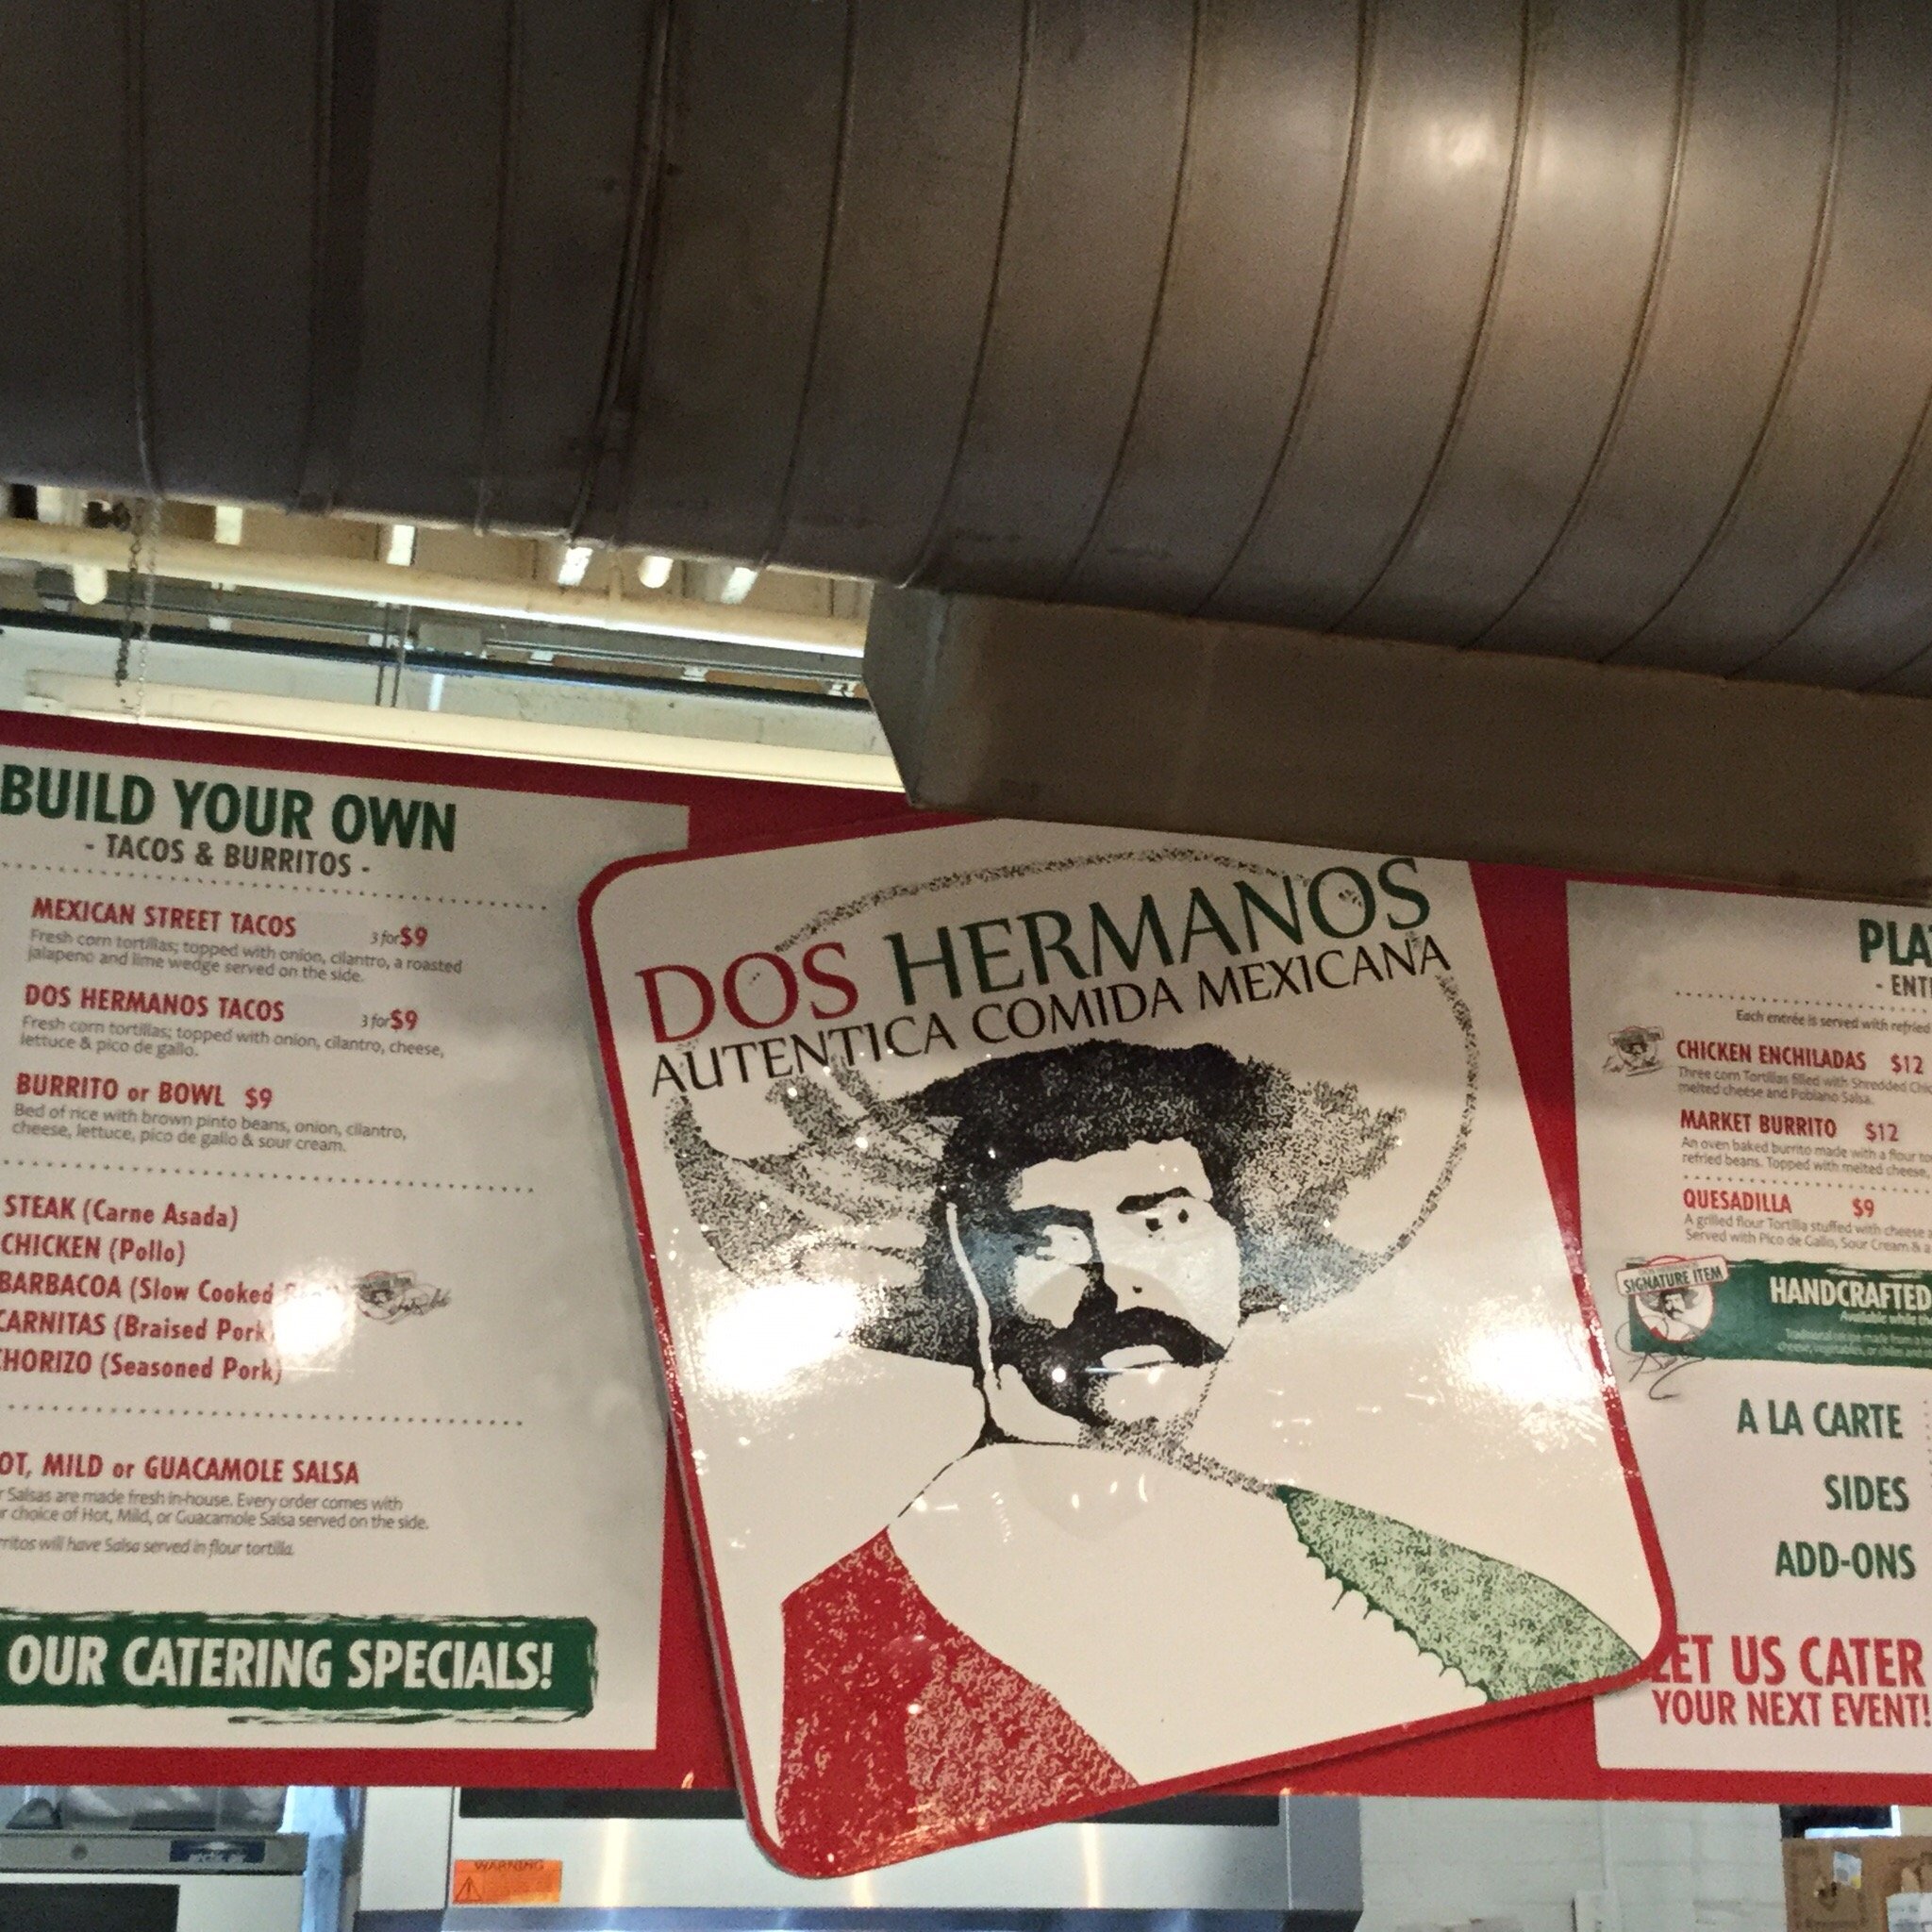 BUILD YOUR OWN
- TACOS & BURRITOS -
MEXICAN STREET TACOS 3 for $9
Fresh corn tortillas; topped with onion, cilantro, a roasted
jalapeno and lime wedge served on the side.
DOS HERMANOS TACOS 3 for $9
Fresh corn tortillas; topped with onion, cilantro, cheese,
lettuce & pico de gallo.
BURRITO or BOWL $9
Bed of rice with brown pinto beans, onion, cilantro,
cheese, lettuce, pico de gallo & sour cream.
STEAK (Carne Asada)
CHICKEN (Pollo)
BARBACOA (Slow Cooked
CARNITAS (Braised Pork
CHORIZO (Seasoned Pork)
OT, MILD or GUACAMOLE SALSA
r Salsas are made fresh in-house. Every order comes with
r choice of Hot, Mild, or Guacamole Salsa served on the side.
rritos will have Salsa served in flour tortilla.
OUR CATERING SPECIALS!
DOS HERMANOS
AUTENTICA COMIDA MEXICANA
PLA
- ENT
Each entrée is served with refried
CHICKEN ENCHILADAS $12
Three corn Tortillas filled with Shredded Chi
melted cheese and Poblano Salsa.
MARKET BURRITO $12
An oven baked burrito made with a flour to
refried beans. Topped with melted cheese,
QUESADILLA $9
A grilled flour Tortilla stuffed with cheese a
Served with Pico de Gallo, Sour Cream & a
SIGNATURE ITEM
HANDCRAFTED
Available while
A LA CARTE
SIDES
ADD-ONS
LET US CATER
YOUR NEXT EVENT!
WARNING